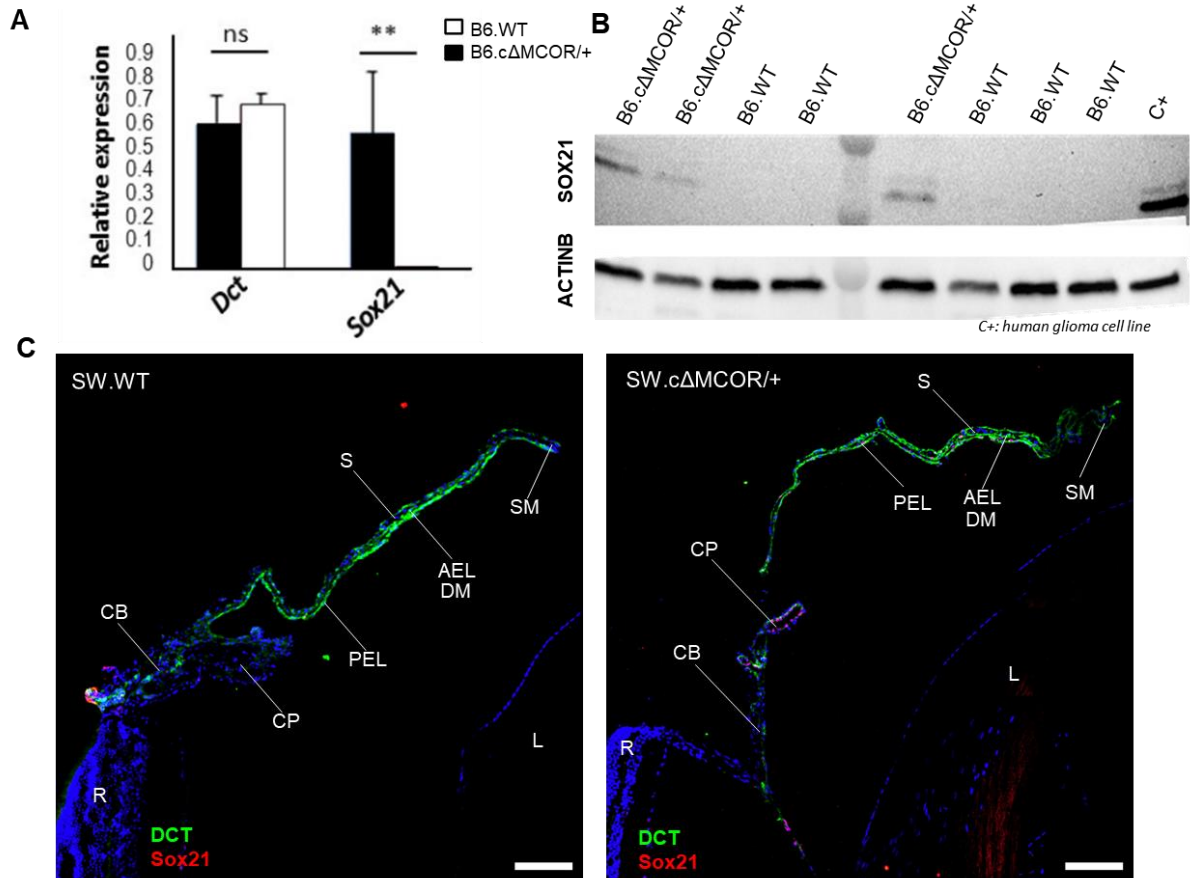 A
ns
**
B6.WT
B6.cΔMCOR/+
Relative expression
0.9
0.8
0.7
0.6
0.5
0.4
0.3
0.2
0.1
0
Dct
Sox21
B
B6.cΔMCOR/+
B6.cΔMCOR/+
B6.WT
B6.WT
B6.cΔMCOR/+
B6.WT
B6.WT
B6.WT
C+
SOX21
ACTINB
C+: human glioma cell line
C
SW.WT
S
SM
AEL
DM
CB
PEL
CP
L
R
DCT
Sox21
SW.cΔMCOR/+
S
PEL
AEL
DM
SM
CP
CB
L
R
DCT
Sox21